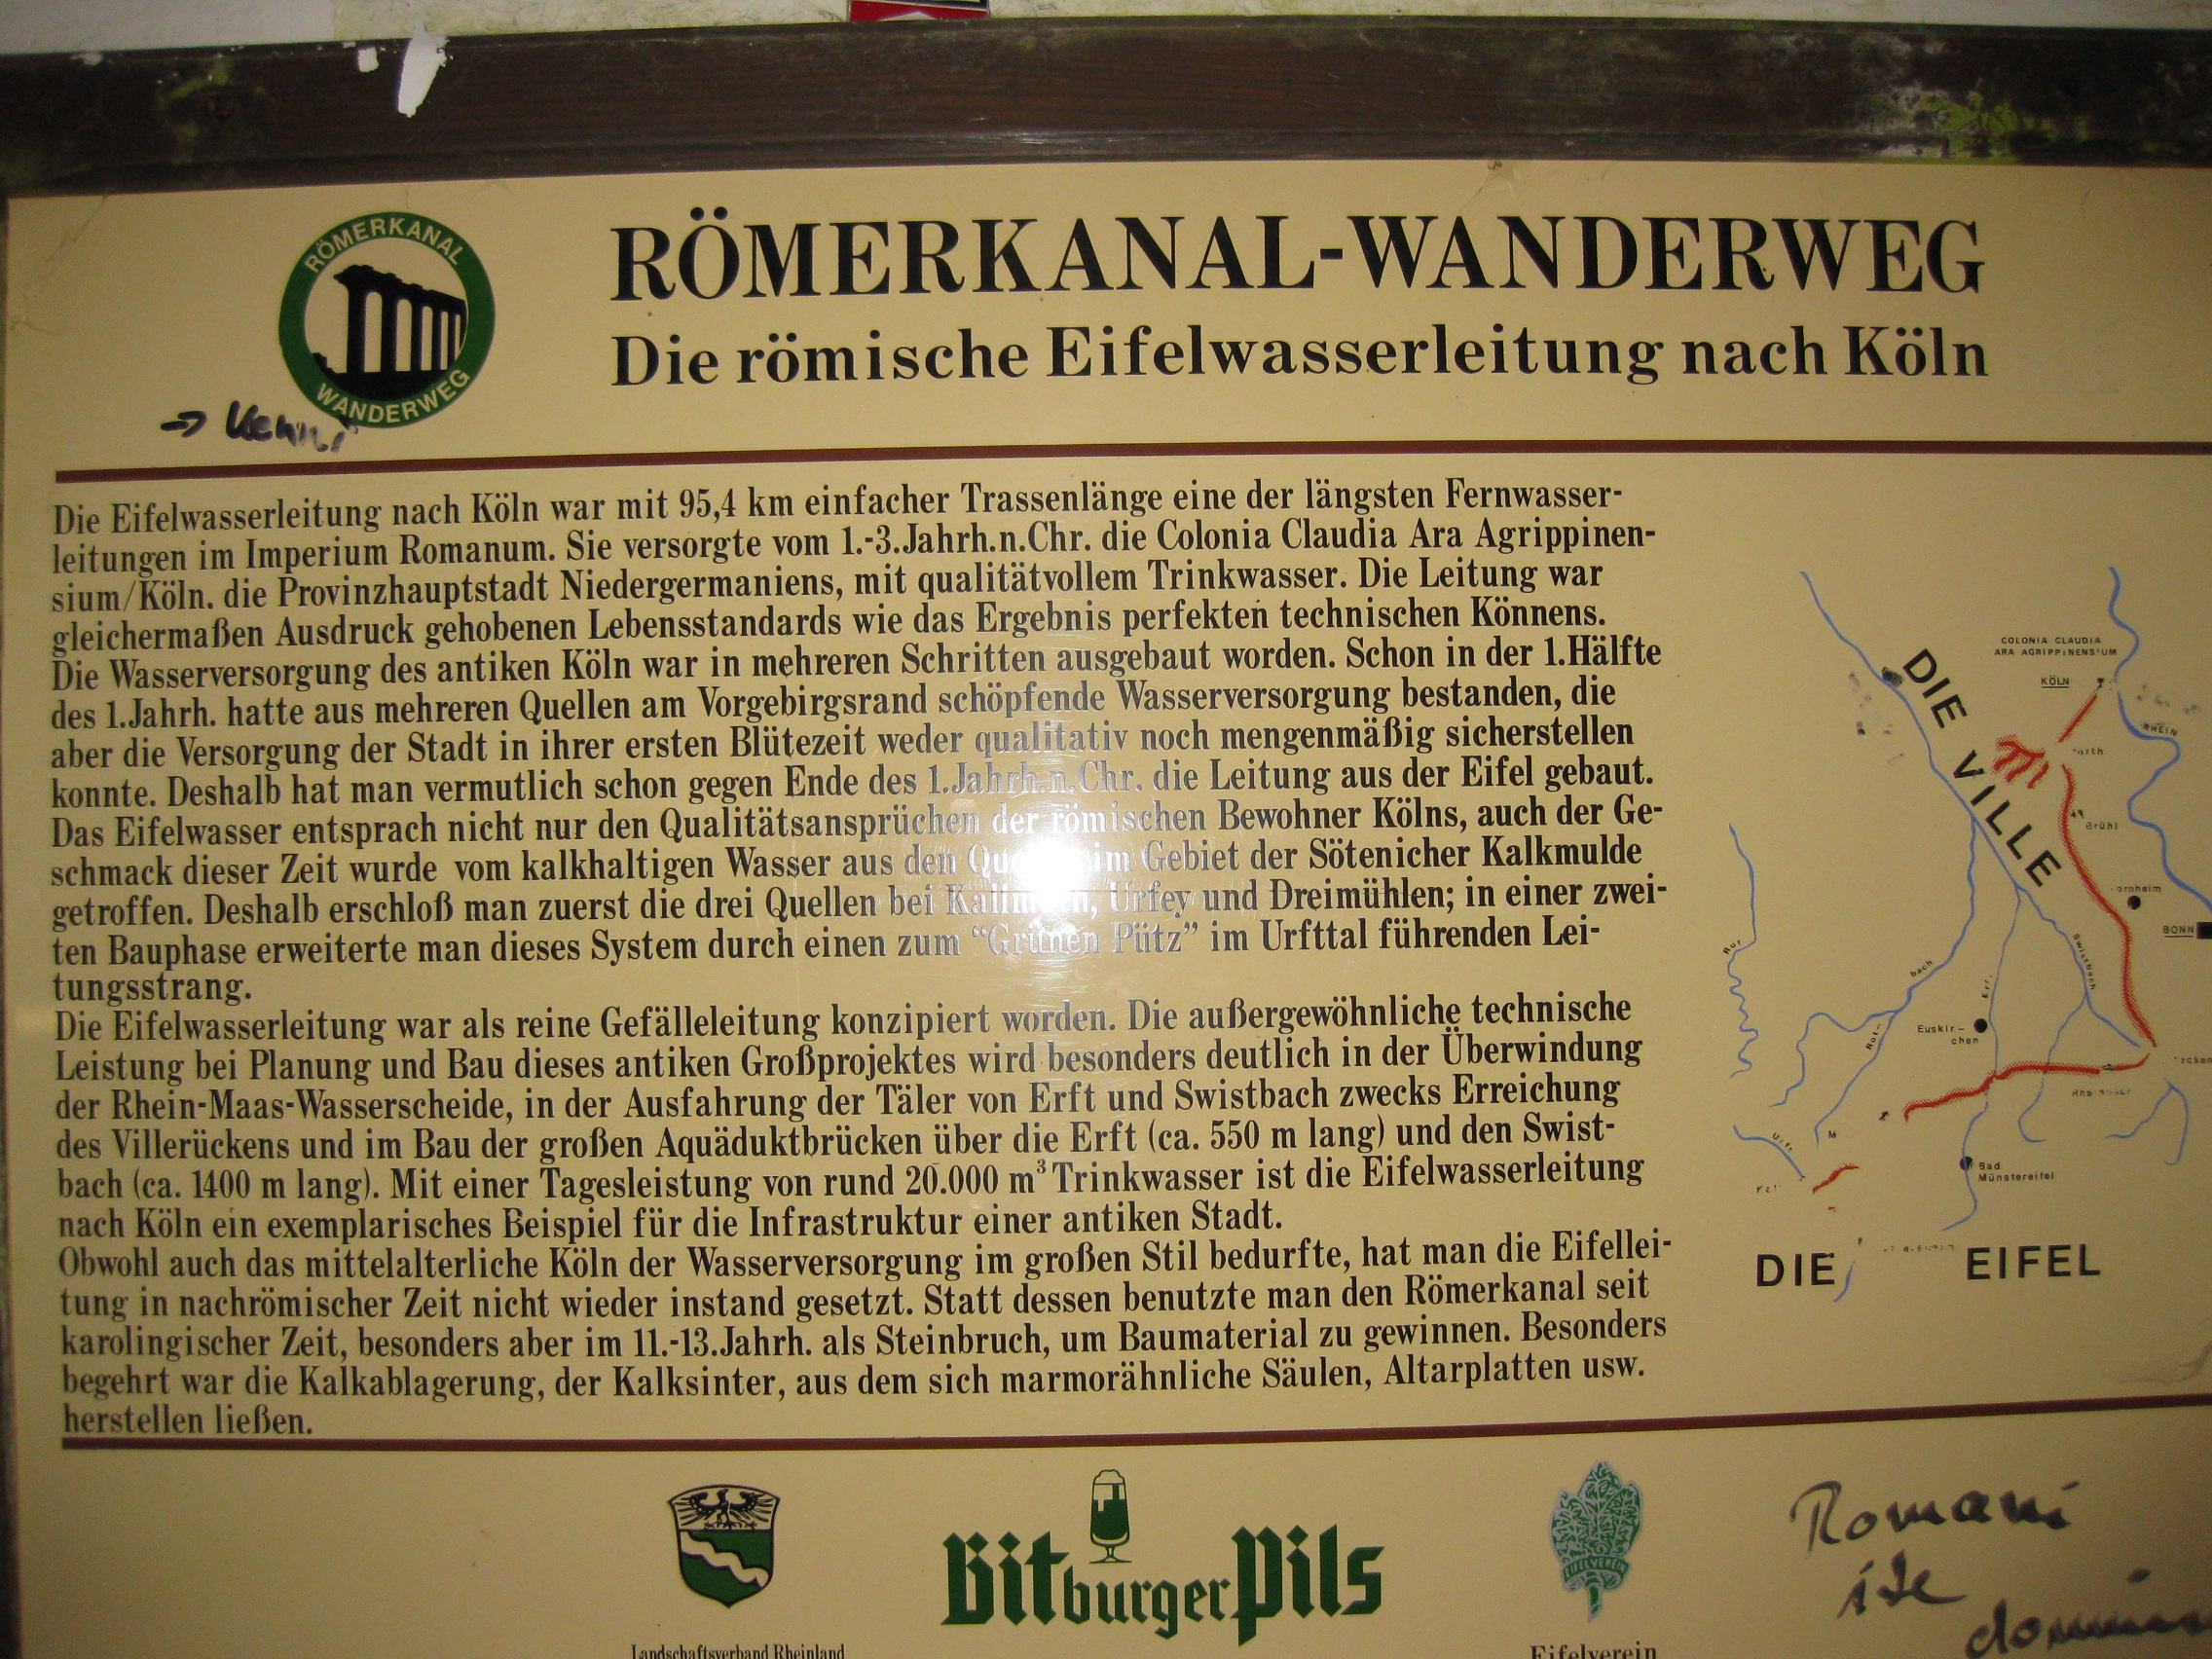 RÖMERKANAL
WANDERWEG
RÖMERKANAL-WANDERWEG
Die römische Eifelwasserleitung nach Köln
Die Eifelwasserleitung nach Köln war mit 95,4 km einfacher Trassenlänge eine der längsten Fernwasser-
leitungen im Imperium Romanum. Sie versorgte vom 1.-3.Jahrh.n.Chr. die Colonia Claudia Ara Agrippinen-
sium/Köln. die Provinzhauptstadt Niedergermaniens, mit qualitätvollem Trinkwasser. Die Leitung war
gleichermaßen Ausdruck gehobenen Lebensstandards wie das Ergebnis perfekten technischen Könnens.
Die Wasserversorgung des antiken Köln war in mehreren Schritten ausgebaut worden. Schon in der 1.Hälfte
des 1.Jahrh. hatte aus mehreren Quellen am Vorgebirgsrand schöpfende Wasserversorgung bestanden, die
aber die Versorgung der Stadt in ihrer ersten Blütezeit weder qualitativ noch mengenmäßig sicherstellen
konnte. Deshalb hat man vermutlich schon gegen Ende des 1.Jahrh.n.Chr. die Leitung aus der Eifel gebaut.
Das Eifelwasser entsprach nicht nur den Qualitätsansprüchen der römischen Bewohner Kölns, auch der Ge-
schmack dieser Zeit wurde vom kalkhaltigen Wasser aus den im Gebiet der Sötenicher Kalkmulde
getroffen. Deshalb erschloß man zuerst die drei Quellen bei Urfey und Dreimühlen; in einer zwei-
ten Bauphase erweiterte man dieses System durch einen zum “Grünen Pütz” im Urfttal führenden Lei-
tungsstrang.
Die Eifelwasserleitung war als reine Gefälleleitung konzipiert worden. Die außergewöhnliche technische
Leistung bei Planung und Bau dieses antiken Großprojektes wird besonders deutlich in der Überwindung
der Rhein-Maas-Wasserscheide, in der Ausfahrung der Täler von Erft und Swistbach zwecks Erreichung
des Villerückens und im Bau der großen Aquäduktbrücken über die Erft (ca. 550 m lang) und den Swist-
bach (ca. 1400 m lang). Mit einer Tagesleistung von rund 20.000 m³ Trinkwasser ist die Eifelwasserleitung
nach Köln ein exemplarisches Beispiel für die Infrastruktur einer antiken Stadt.
Obwohl auch das mittelalterliche Köln der Wasserversorgung im großen Stil bedurfte, hat man die Eifellei-
tung in nachrömischer Zeit nicht wieder instand gesetzt. Statt dessen benutzte man den Römerkanal seit
karolingischer Zeit, besonders aber im 11.-13.Jahrh. als Steinbruch, um Baumaterial zu gewinnen. Besonders
begehrt war die Kalkablagerung, der Kalksinter, aus dem sich marmorähnliche Säulen, Altarplatten usw.
herstellen ließen.
COLONIA CLAUDIA
ARA AGRIPPINENSIUM
KÖLN
RHEIN
DIE VILLE
Brühl
BONN
Rur
bach
Rot-
Erf.
Swistbach
Euskir-
chen
Urft
Bad
Münstereifel
DIE EIFEL
Landschaftsverband Rheinland
Bitburger Pils
EIFELVEREIN
Eifelverein
Romani
ite